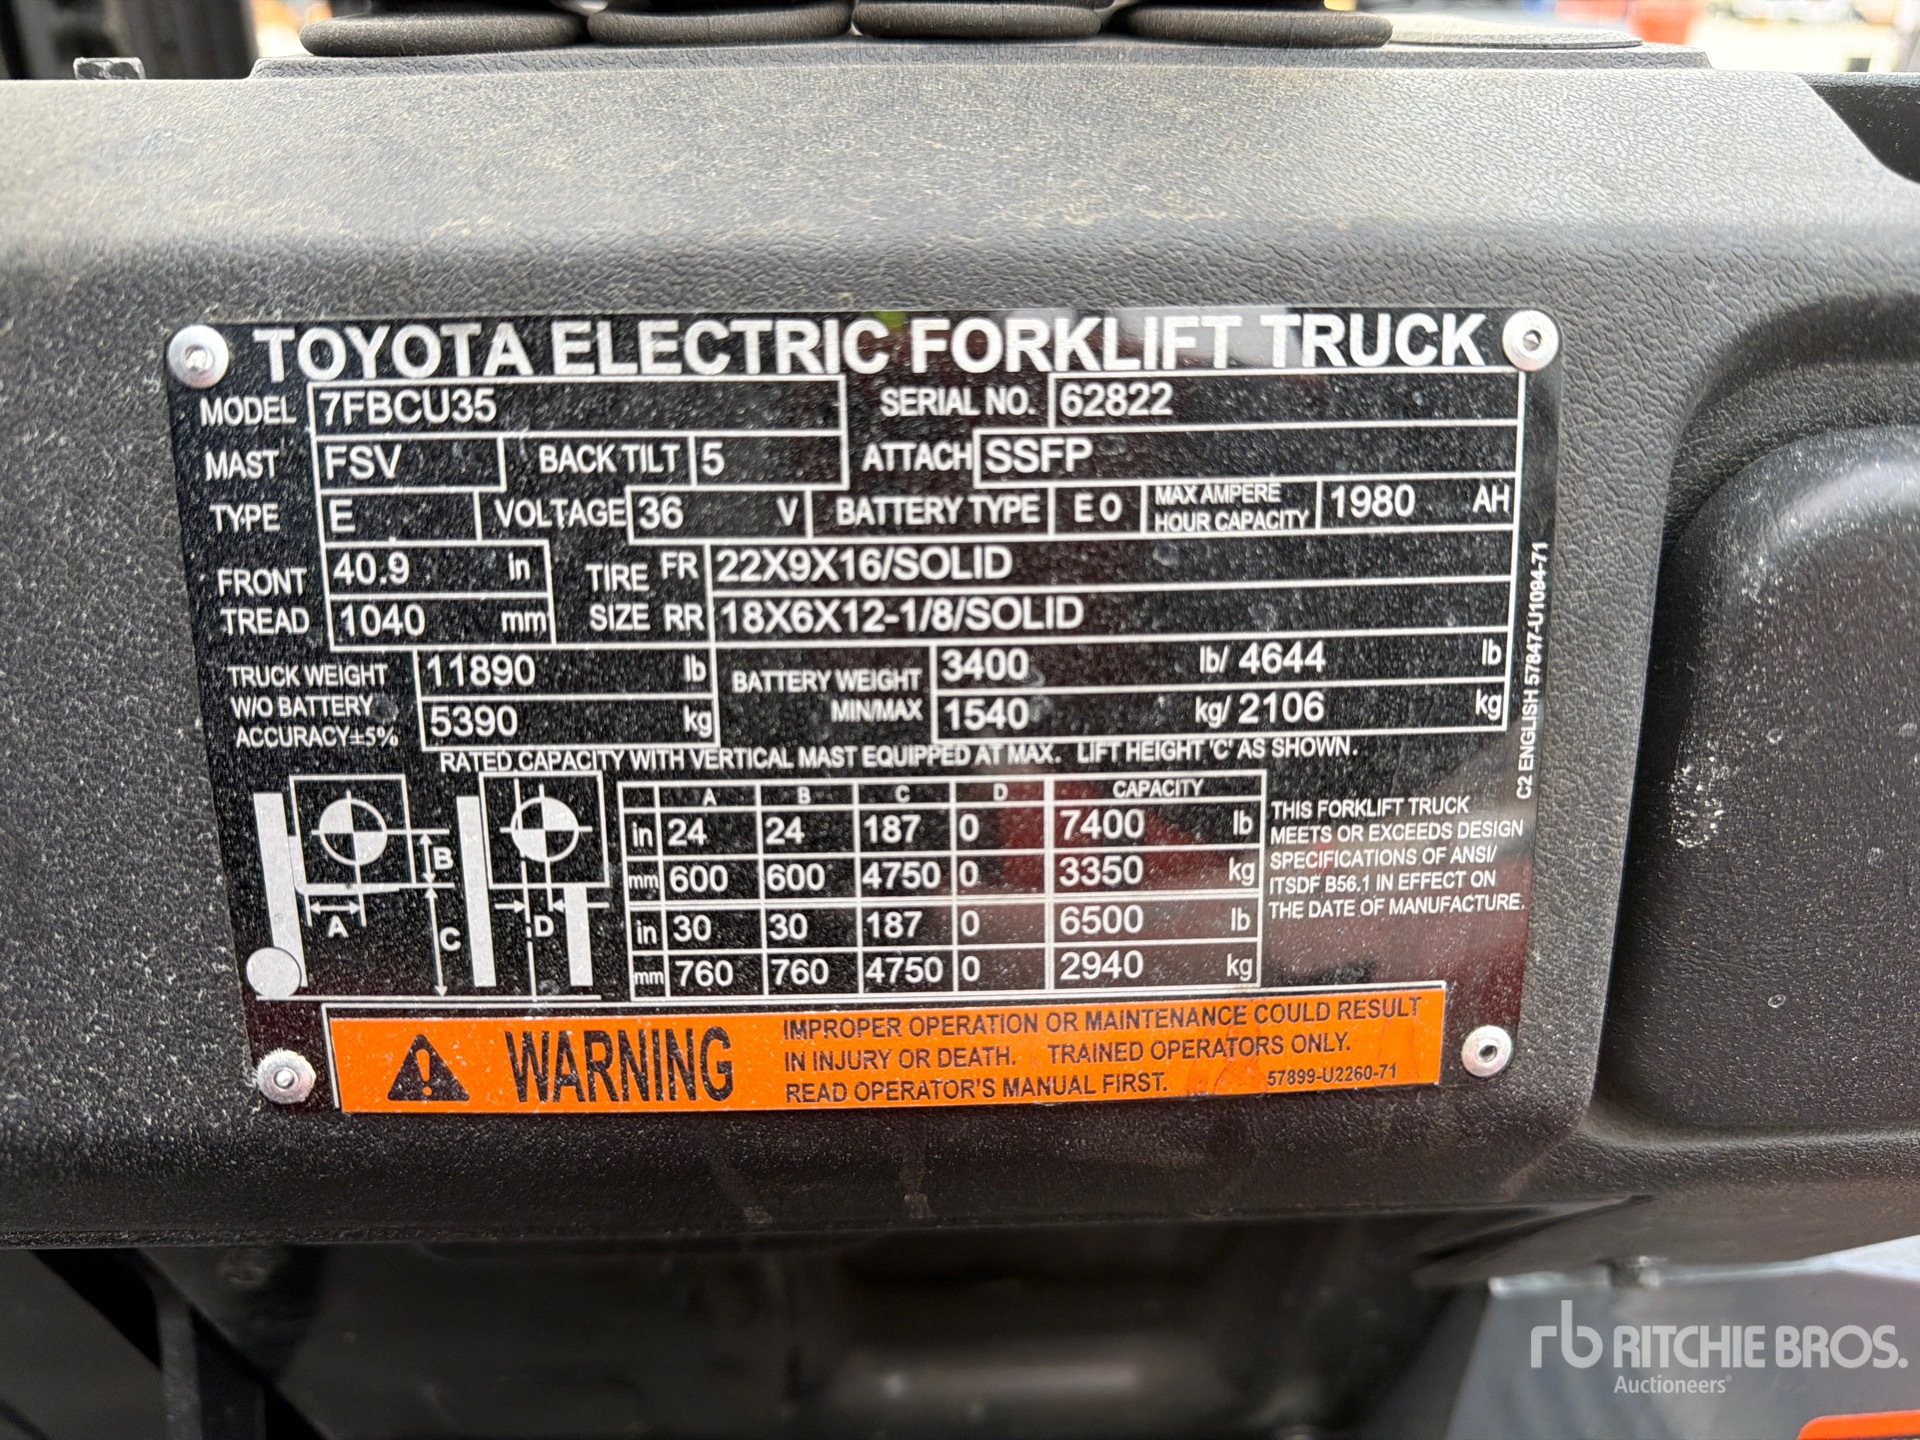 TOYOTA ELECTRIC FORKLIFT TRUCK
MODEL 7FBCU35 SERIAL NO. 62822
MAST FSV BACK TILT 5 ATTACH SSFP
TYPE E VOLTAGE 36 V BATTERY TYPE E O MAX AMPERE HOUR CAPACITY 1980 AH
FRONT TREAD 40.9 in TIRE SIZE FR 22X9X16/SOLID
1040 mm RR 18X6X12-1/8/SOLID
TRUCK WEIGHT 11890 lb BATTERY WEIGHT 3400 lb/ 4644 lb
W/O BATTERY
ACCURACY±5% 5390 kg MIN/MAX 1540 kg/ 2106 kg
RATED CAPACITY WITH VERTICAL MAST EQUIPPED AT MAX. LIFT HEIGHT 'C' AS SHOWN.
A B C D CAPACITY
in 24 24 187 0 7400 lb
mm 600 600 4750 0 3350 kg
in 30 30 187 0 6500 lb
mm 760 760 4750 0 2940 kg
A B C D
THIS FORKLIFT TRUCK
MEETS OR EXCEEDS DESIGN
SPECIFICATIONS OF ANSI/
ITSDF B56.1 IN EFFECT ON
THE DATE OF MANUFACTURE.
C2 ENGLISH 57847-U1094-71
WARNING
IMPROPER OPERATION OR MAINTENANCE COULD RESULT
IN INJURY OR DEATH. TRAINED OPERATORS ONLY.
READ OPERATOR'S MANUAL FIRST. 57899-U2260-71
rb RITCHIE BROS.
Auctioneers